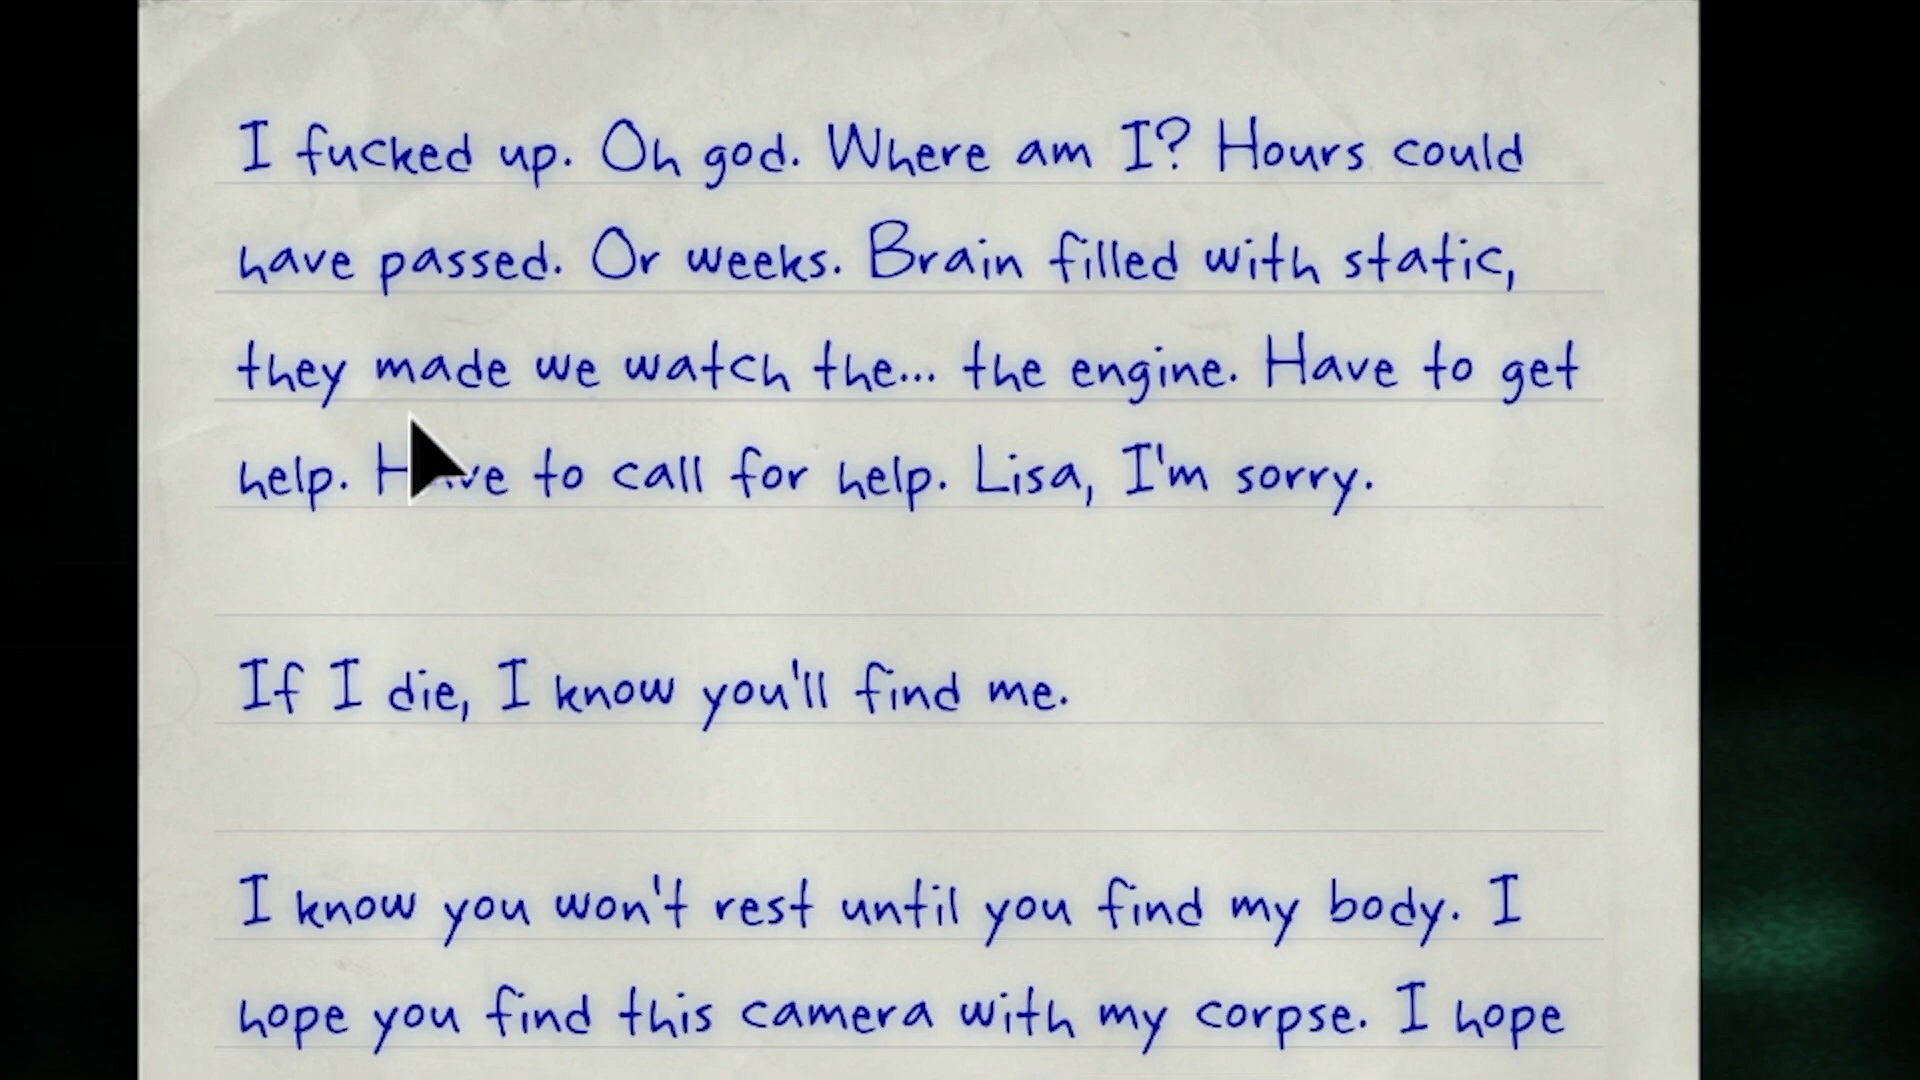 I fucked up. Oh god. Where am I? Hours could
have passed. Or weeks. Brain filled with static,
they made we watch the... the engine. Have to get
help. Have to call for help. Lisa, I'm sorry.
If I die, I know you'll find me.
I know you won't rest until you find my body. I
hope you find this camera with my corpse. I hope